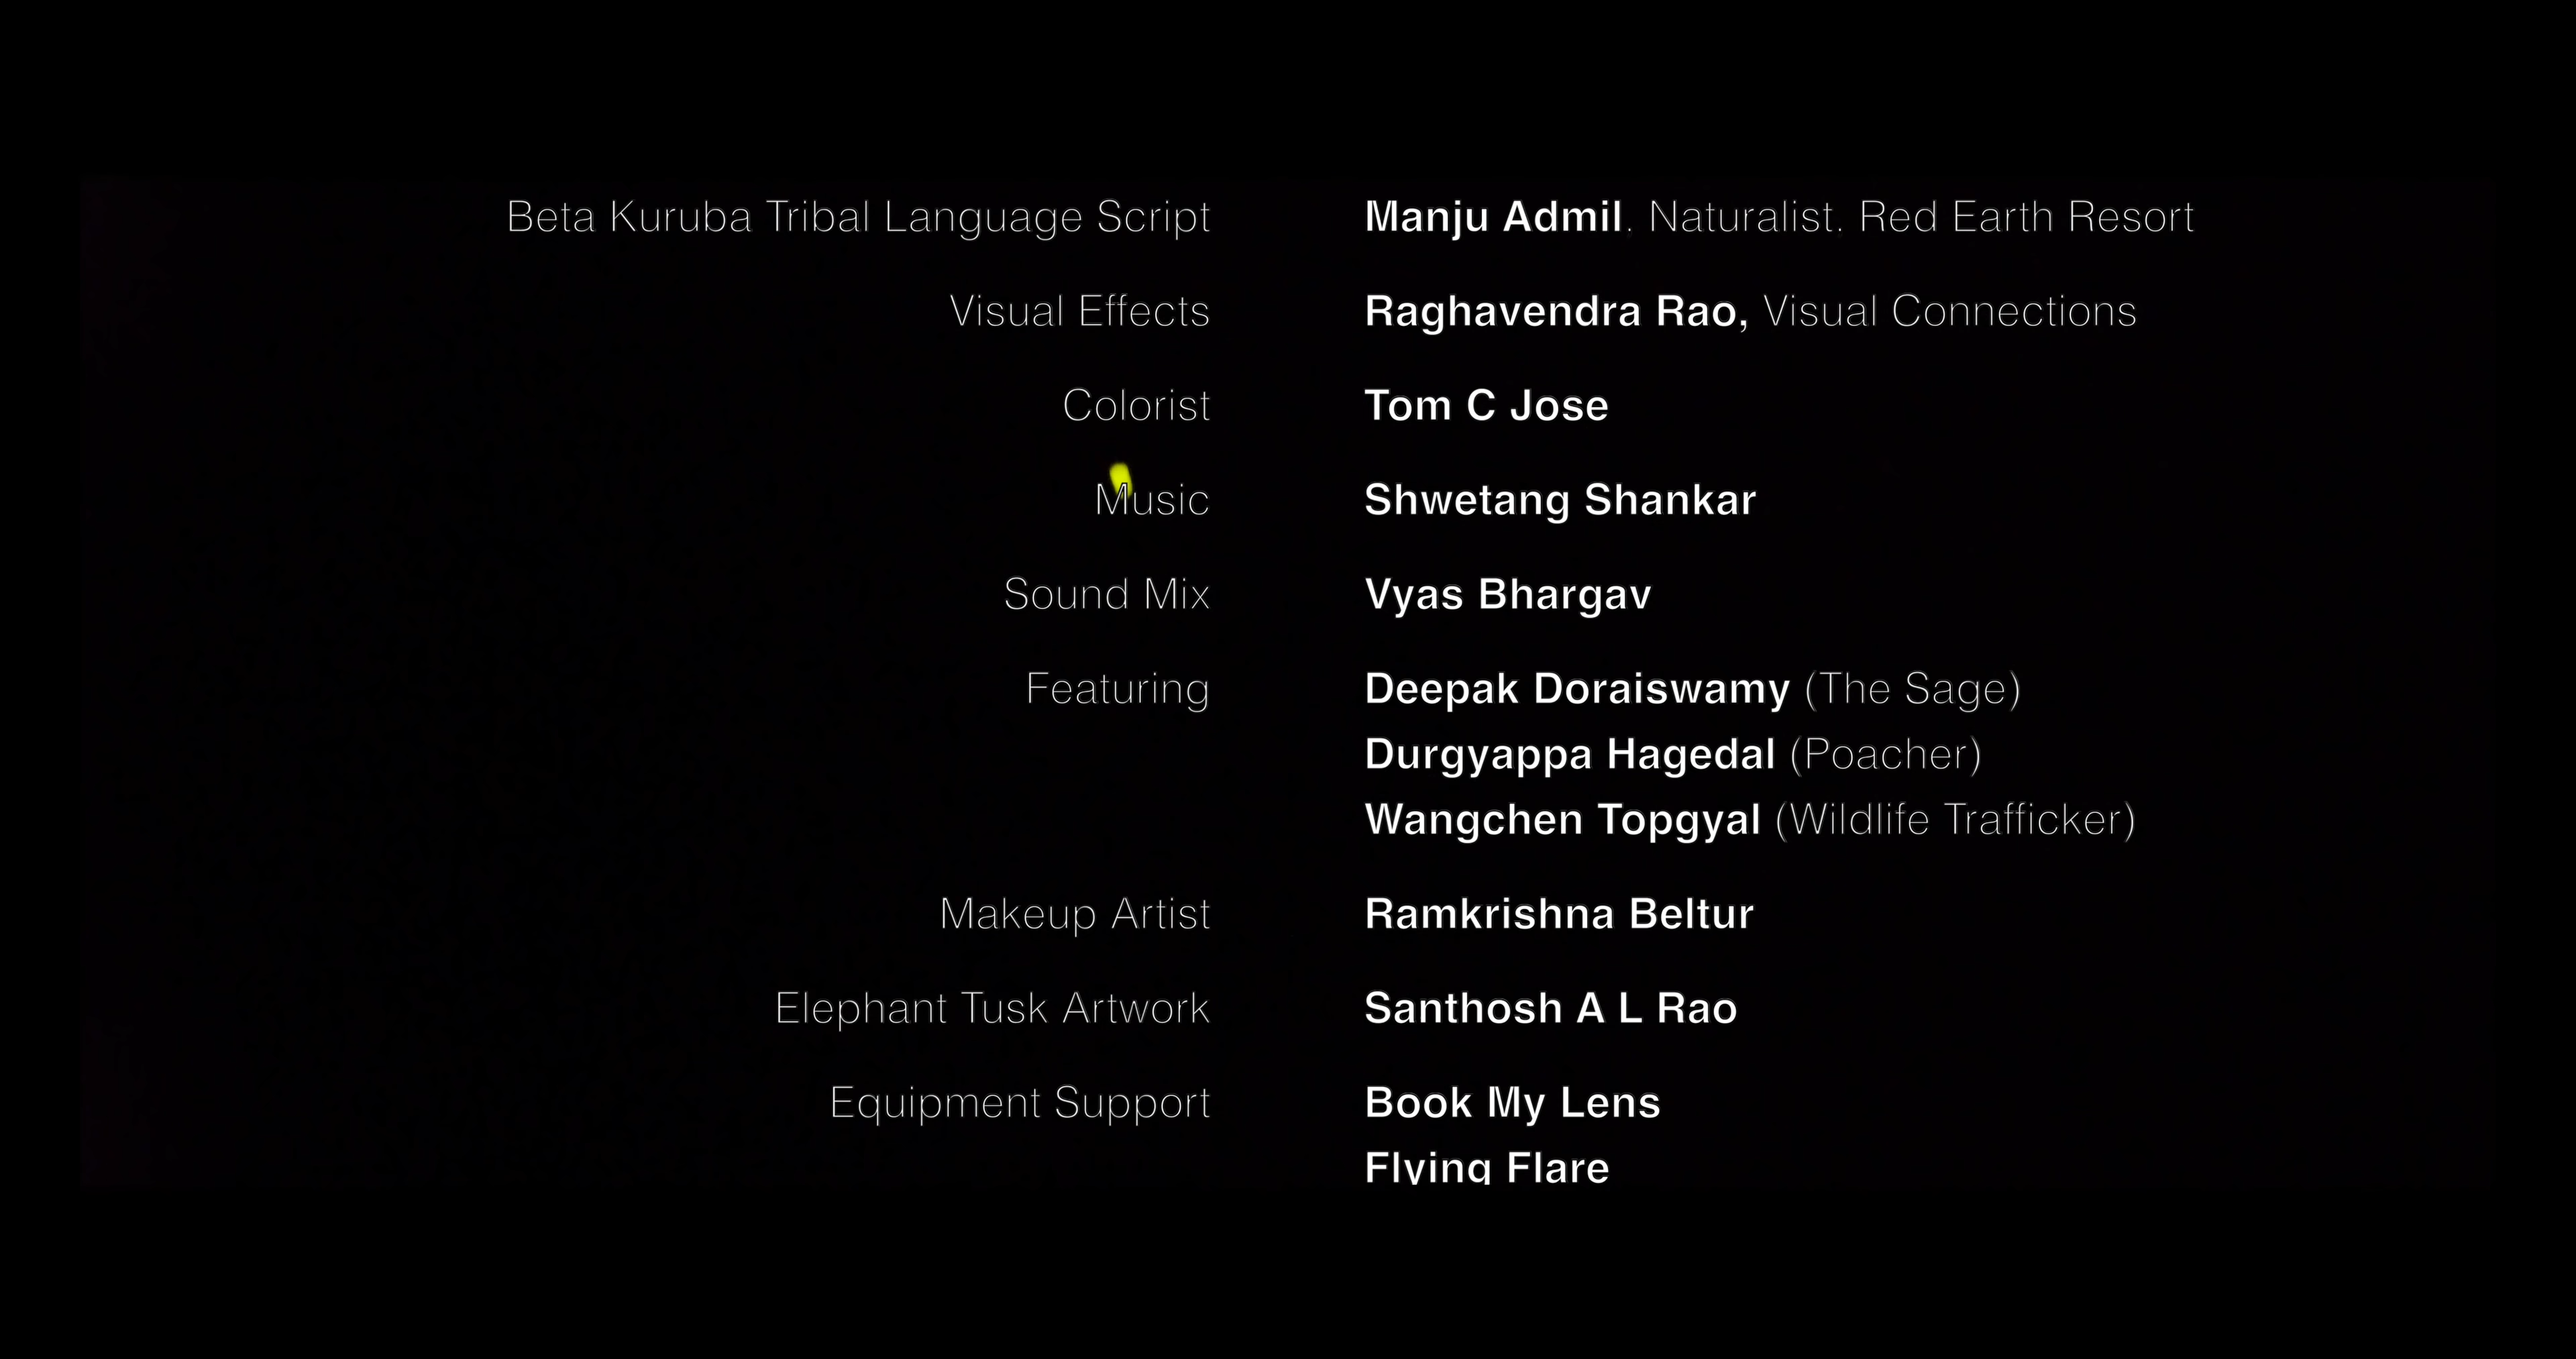 Beta Kuruba Tribal Language Script Manju Admil. Naturalist. Red Earth Resort
Visual Effects Raghavendra Rao, Visual Connections
Colorist Tom C Jose
Music Shwetang Shankar
Sound Mix Vyas Bhargav
Featuring Deepak Doraiswamy (The Sage)
Durgyappa Hagedal (Poacher)
Wangchen Topgyal (Wildlife Trafficker)
Makeup Artist Ramkrishna Beltur
Elephant Tusk Artwork Santhosh A L Rao
Equipment Support Book My Lens
Flying Flare